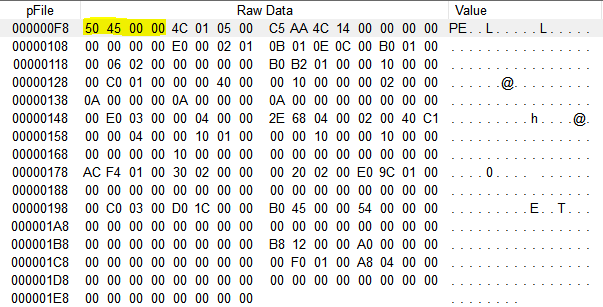 pFile Raw Data Value
000000F8 50 45 00 00 4C 01 05 00 C5 AA 4C 14 00 00 00 00 PE..L.....L.....
00000108 00 00 00 00 E0 00 02 01 0B 01 0E 0C 00 B0 01 00 ................
00000118 00 06 02 00 00 00 00 00 B0 B2 01 00 00 10 00 00 ................
00000128 00 C0 01 00 00 00 40 00 00 10 00 00 00 02 00 00 ......@.........
00000138 0A 00 00 00 0A 00 00 00 0A 00 00 00 00 00 00 00 ................
00000148 00 E0 03 00 00 04 00 00 2E 68 04 00 02 00 40 C1 .........h....@.
00000158 00 00 04 00 00 10 01 00 00 00 10 00 00 10 00 00 ................
00000168 00 00 00 00 10 00 00 00 00 00 00 00 00 00 00 00 ................
00000178 AC F4 01 00 30 02 00 00 00 20 02 00 E0 9C 01 00 ....0...........
00000188 00 00 00 00 00 00 00 00 00 00 00 00 00 00 00 00 ................
00000198 00 C0 03 00 D0 1C 00 00 B0 45 00 00 54 00 00 00 .........E..T...
000001A8 00 00 00 00 00 00 00 00 00 00 00 00 00 00 00 00 ................
000001B8 00 00 00 00 00 00 00 00 B8 12 00 00 A0 00 00 00 ................
000001C8 00 00 00 00 00 00 00 00 00 F0 01 00 A8 04 00 00 ................
000001D8 00 00 00 00 00 00 00 00 00 00 00 00 00 00 00 00 ................
000001E8 00 00 00 00 00 00 00 00 ........